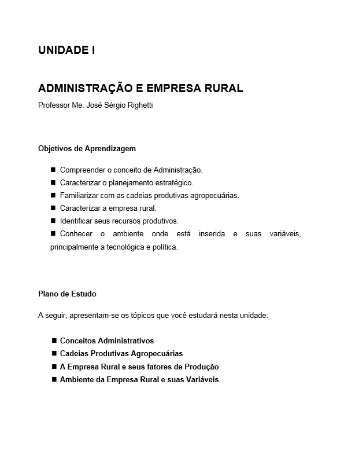 UNIDADE I
ADMINISTRAÇÃO E EMPRESA RURAL
Professor Me. José Sérgio Righetti
Objetivos de Aprendizagem
■ Compreender o conceito de Administração.
■ Caracterizar o planejamento estratégico.
■ Familiarizar com as cadeias produtivas agropecuárias.
■ Caracterizar a empresa rural.
■ Identificar seus recursos produtivos.
■ Conhecer o ambiente onde está inserida e suas variáveis,
principalmente a tecnológica e política.
Plano de Estudo
A seguir, apresentam-se os tópicos que você estudará nesta unidade:
■ Conceitos Administrativos
■ Cadeias Produtivas Agropecuárias
■ A Empresa Rural e seus fatores de Produção
■ Ambiente da Empresa Rural e suas Variáveis